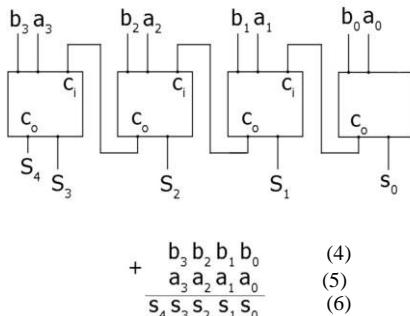 b₃ a₃ b₂ a₂ b₁ a₁ b₀ a₀
cᵢ cᵢ cᵢ
cₒ cₒ cₒ cₒ
S₄ S₃ S₂ S₁ s₀
b₃ b₂ b₁ b₀ (4)
+ a₃ a₂ a₁ a₀ (5)
s₄ s₃ s₂ s₁ s₀ (6)